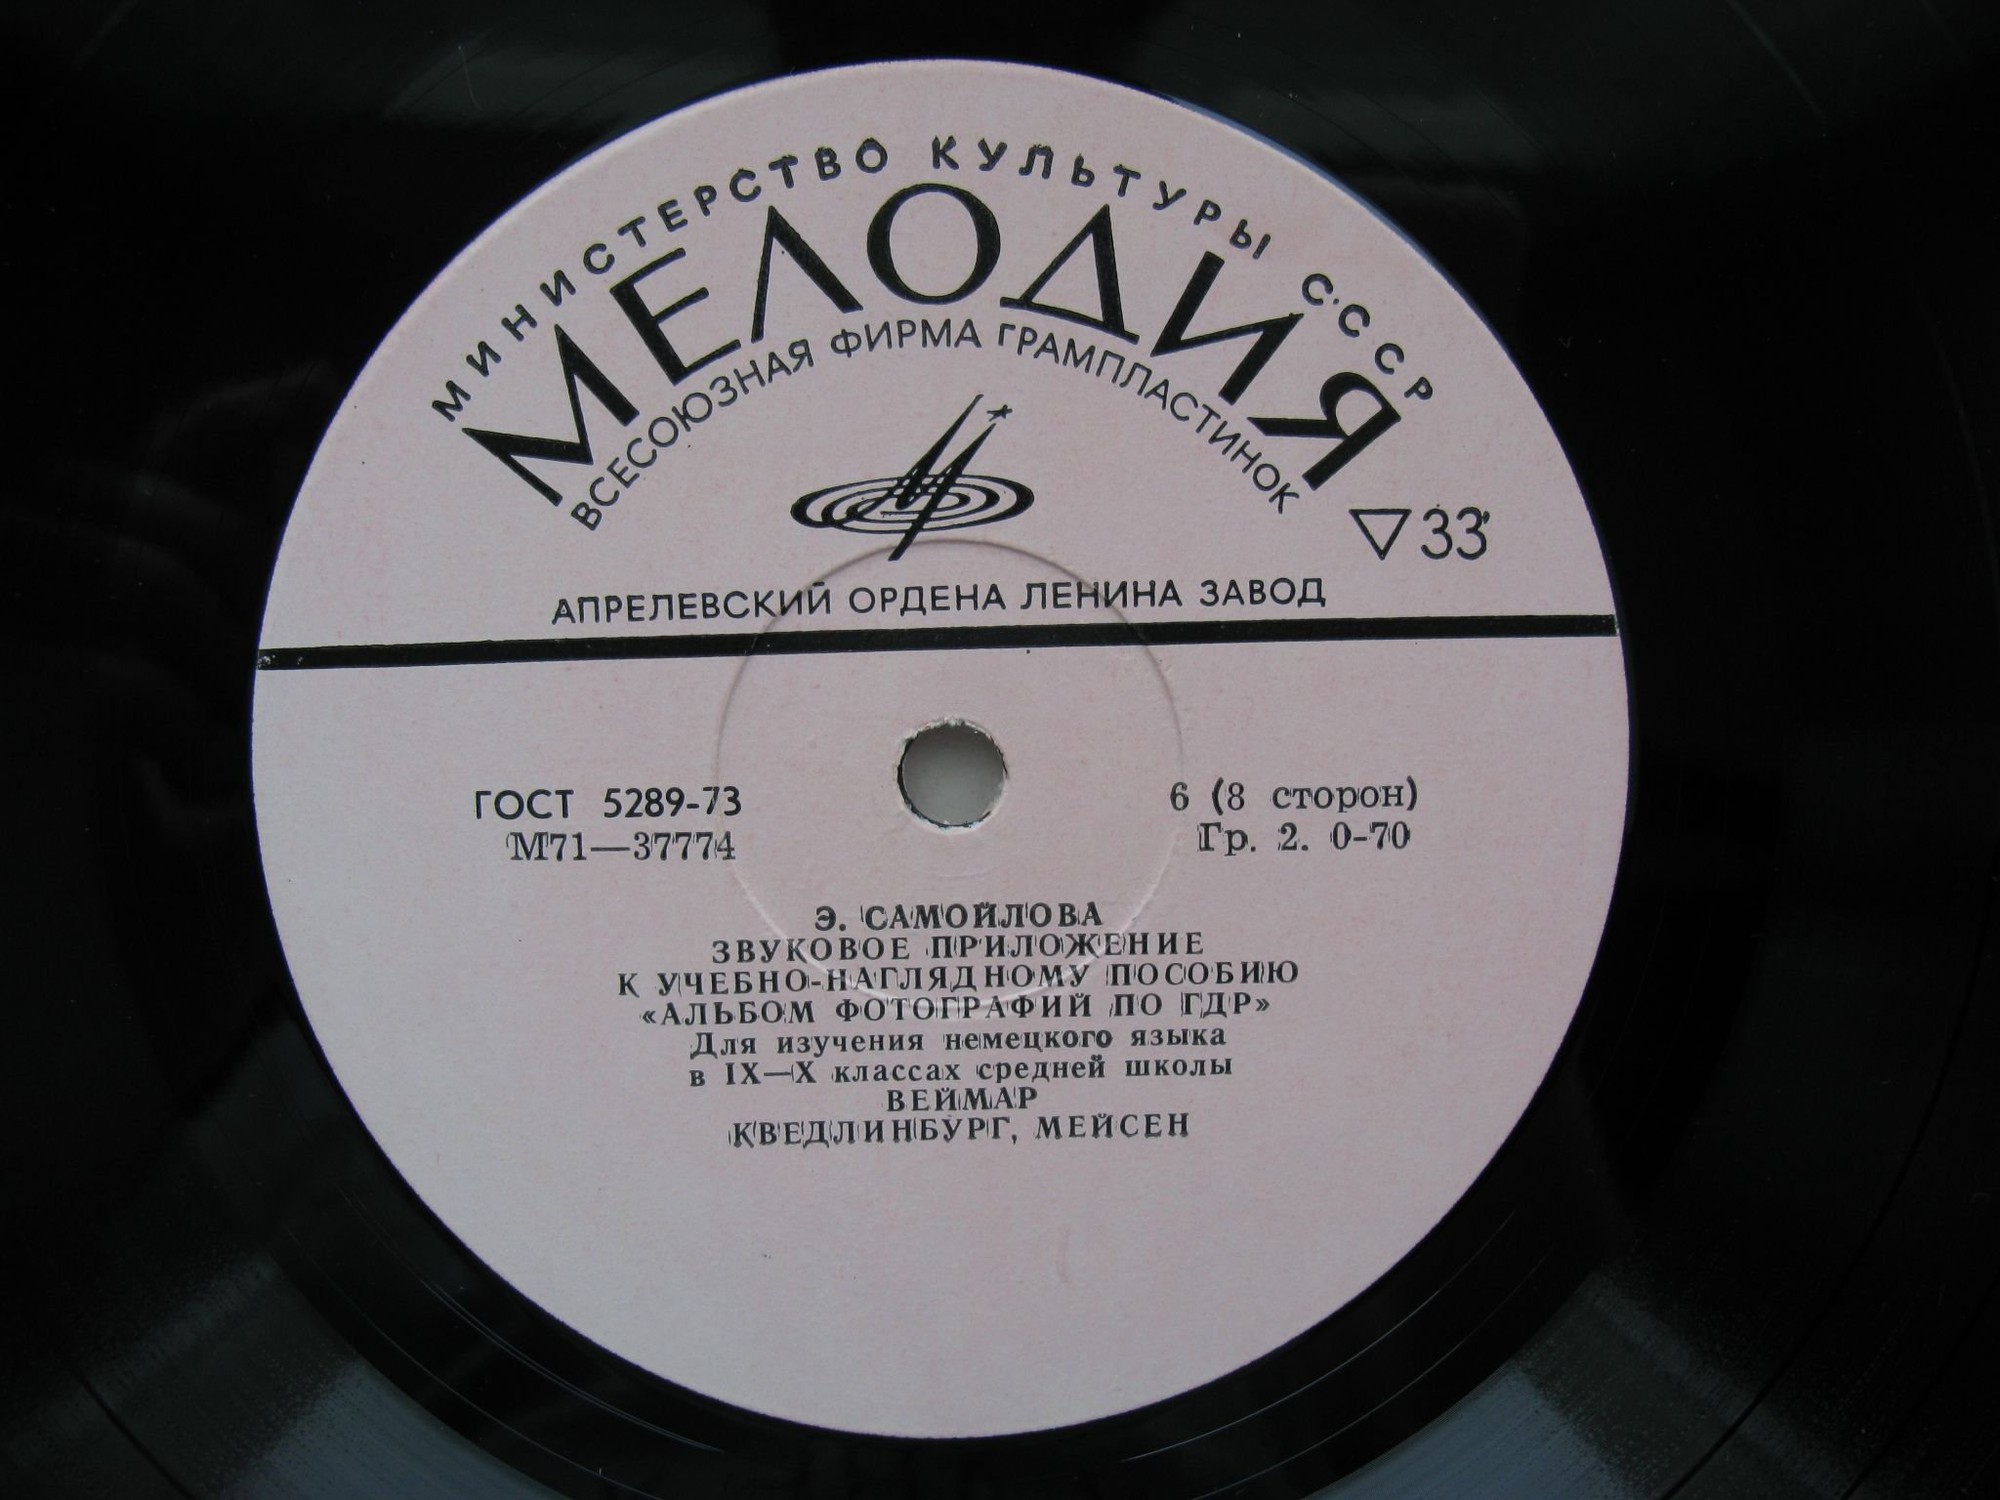 МИНИСТЕРСТВО КУЛЬТУРЫ СССР
МЕЛОДИЯ
ВСЕСОЮЗНАЯ ФИРМА ГРАМПЛАСТИНОК
▽33
АПРЕЛЕВСКИЙ ОРДЕНА ЛЕНИНА ЗАВОД
ГОСТ 5289-73
М71—37774
6 (8 сторон)
Гр. 2. 0-70
Э. САМОЙЛОВА
ЗВУКОВОЕ ПРИЛОЖЕНИЕ
К УЧЕБНО-НАГЛЯДНОМУ ПОСОБИЮ
«АЛЬБОМ ФОТОГРАФИЙ ПО ГДР»
Для изучения немецкого языка
в IX—X классах средней школы
ВЕЙМАР
КВЕДЛИНБУРГ, МЕЙСЕН